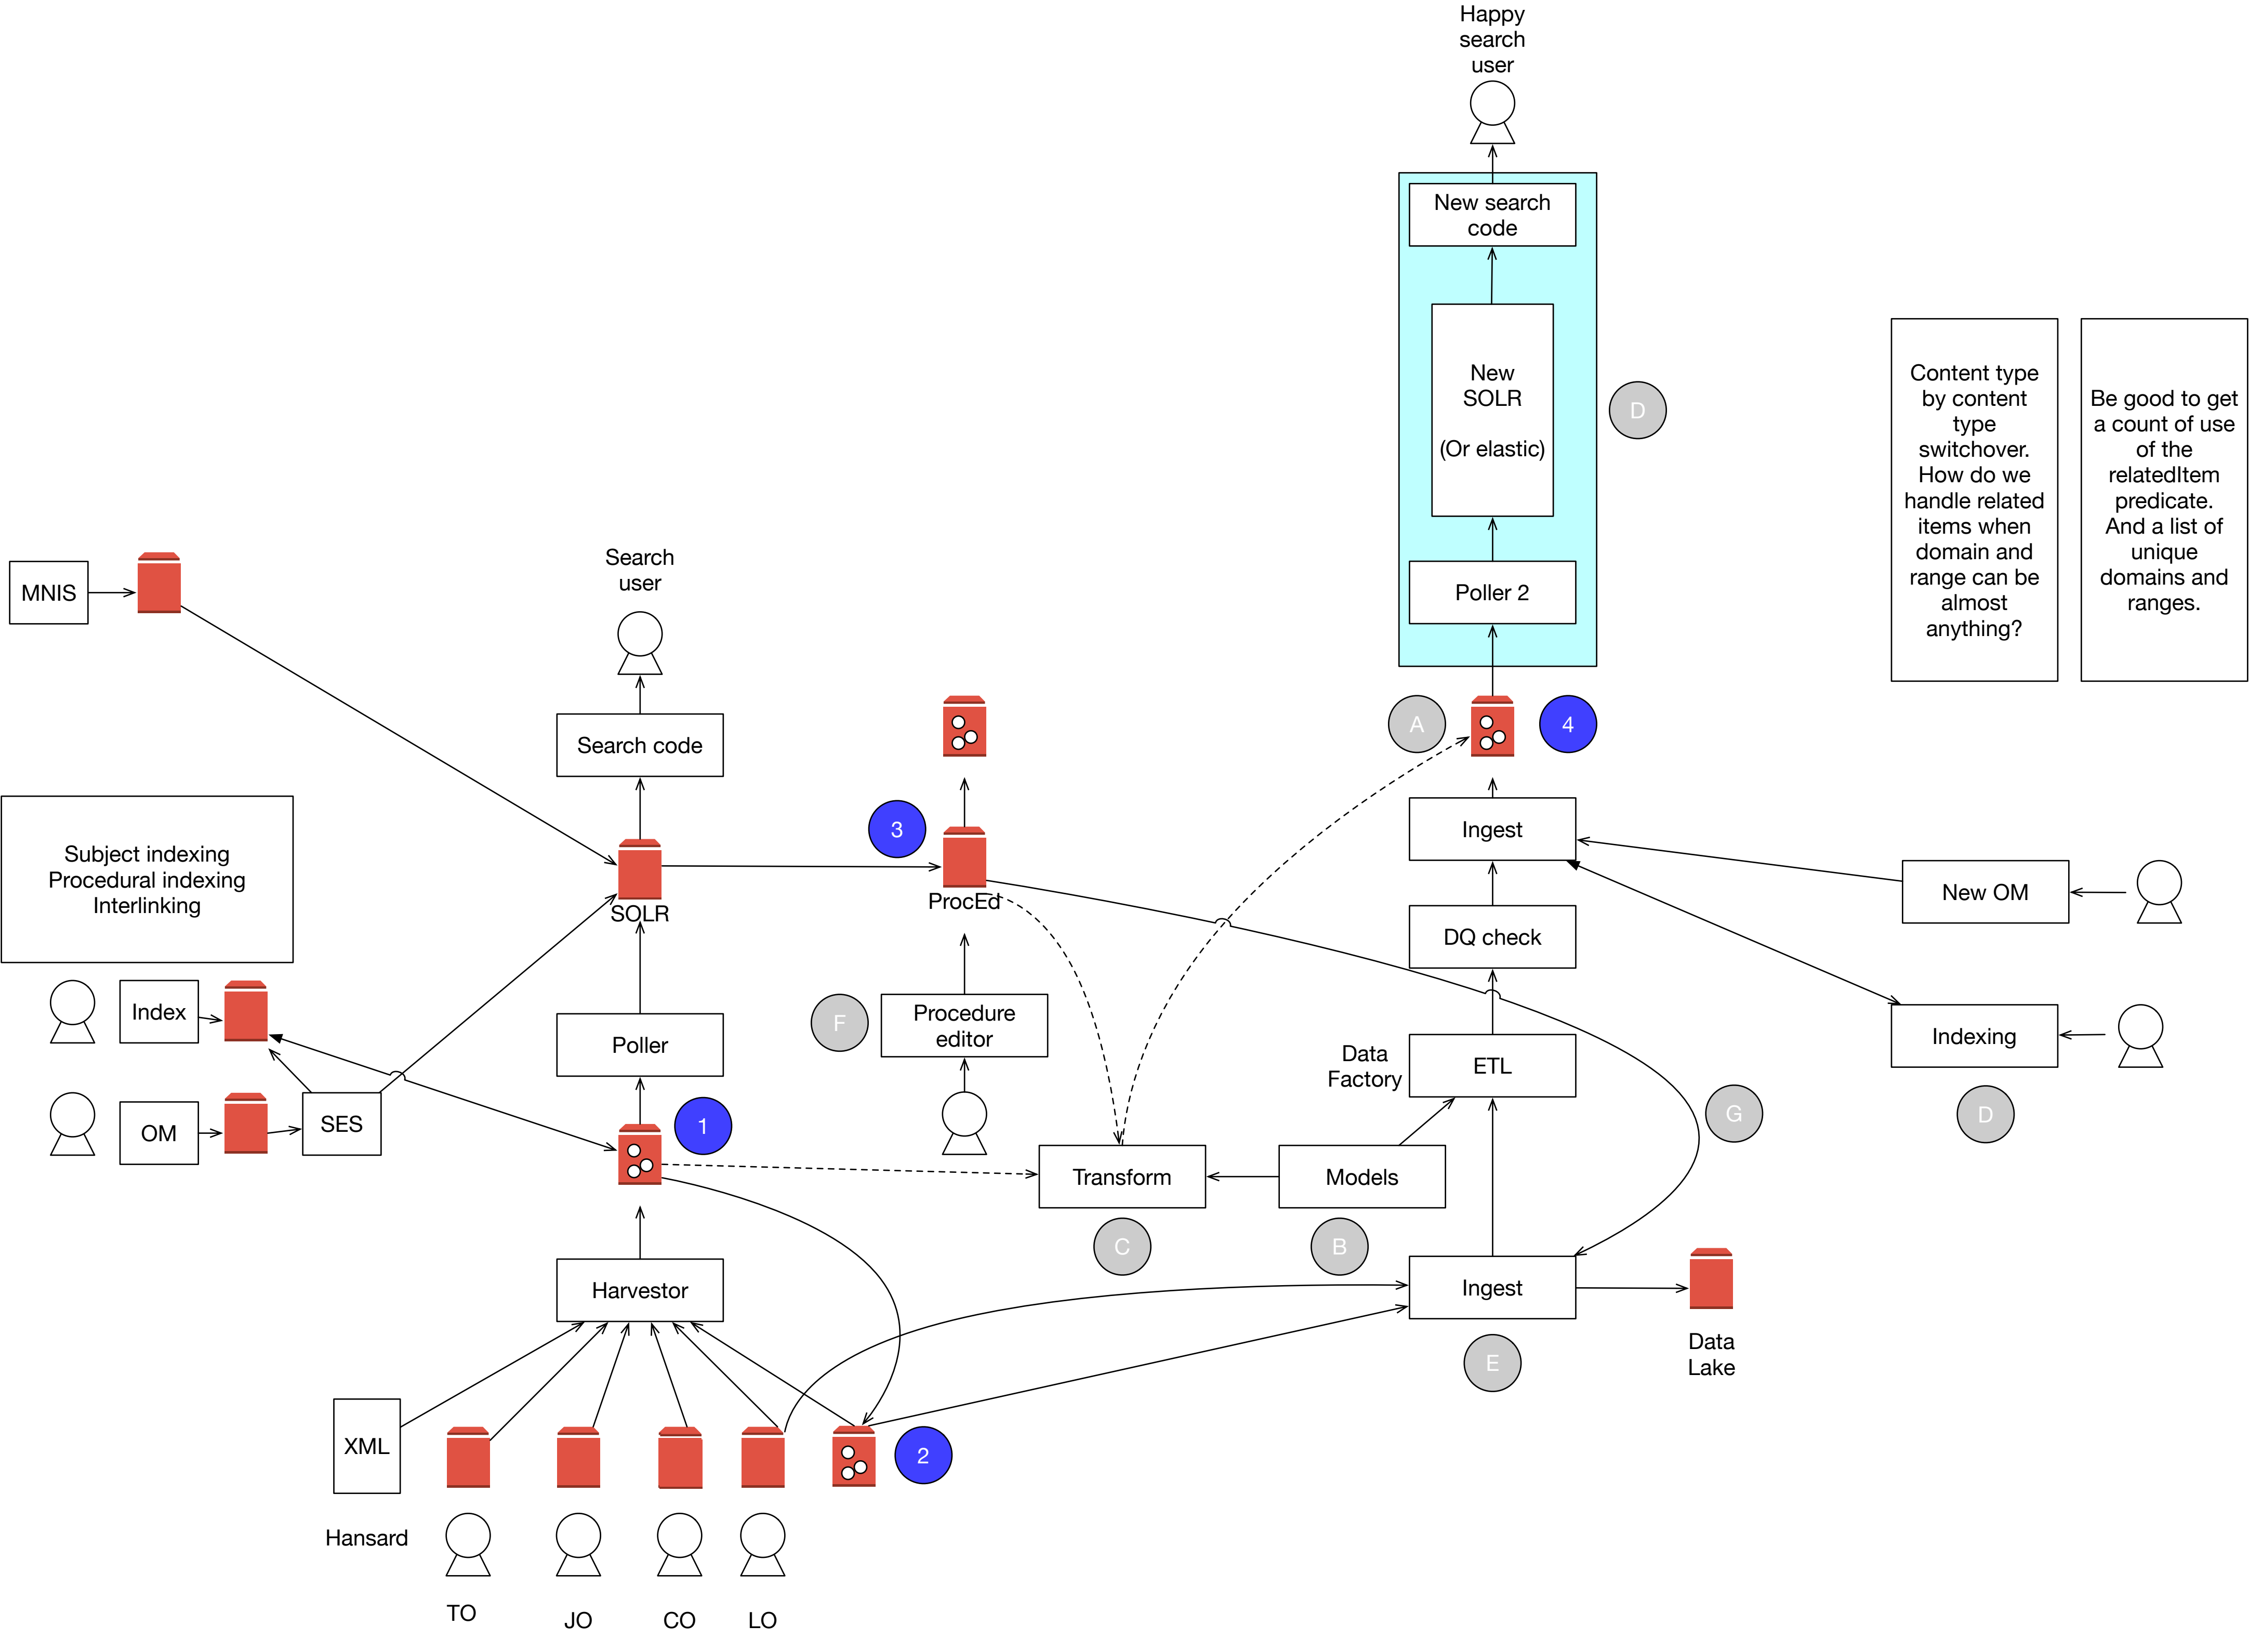 Happy
search
user
New search
code
New
SOLR
(Or elastic)
D
Poller 2
Content type
by content
type
switchover.
How do we
handle related
items when
domain and
range can be
almost
anything?
Be good to get
a count of use
of the
relatedItem
predicate.
And a list of
unique
domains and
ranges.
MNIS
Search
user
Search code
A
4
3
Ingest
Subject indexing
Procedural indexing
Interlinking
SOLR
ProcEd
New OM
DQ check
Index
F
Procedure
editor
Poller
Data
Factory
ETL
Indexing
OM
SES
1
G
D
Transform
Models
C
B
Harvestor
Ingest
E
Data
Lake
XML
2
Hansard
TO
JO
CO
LO